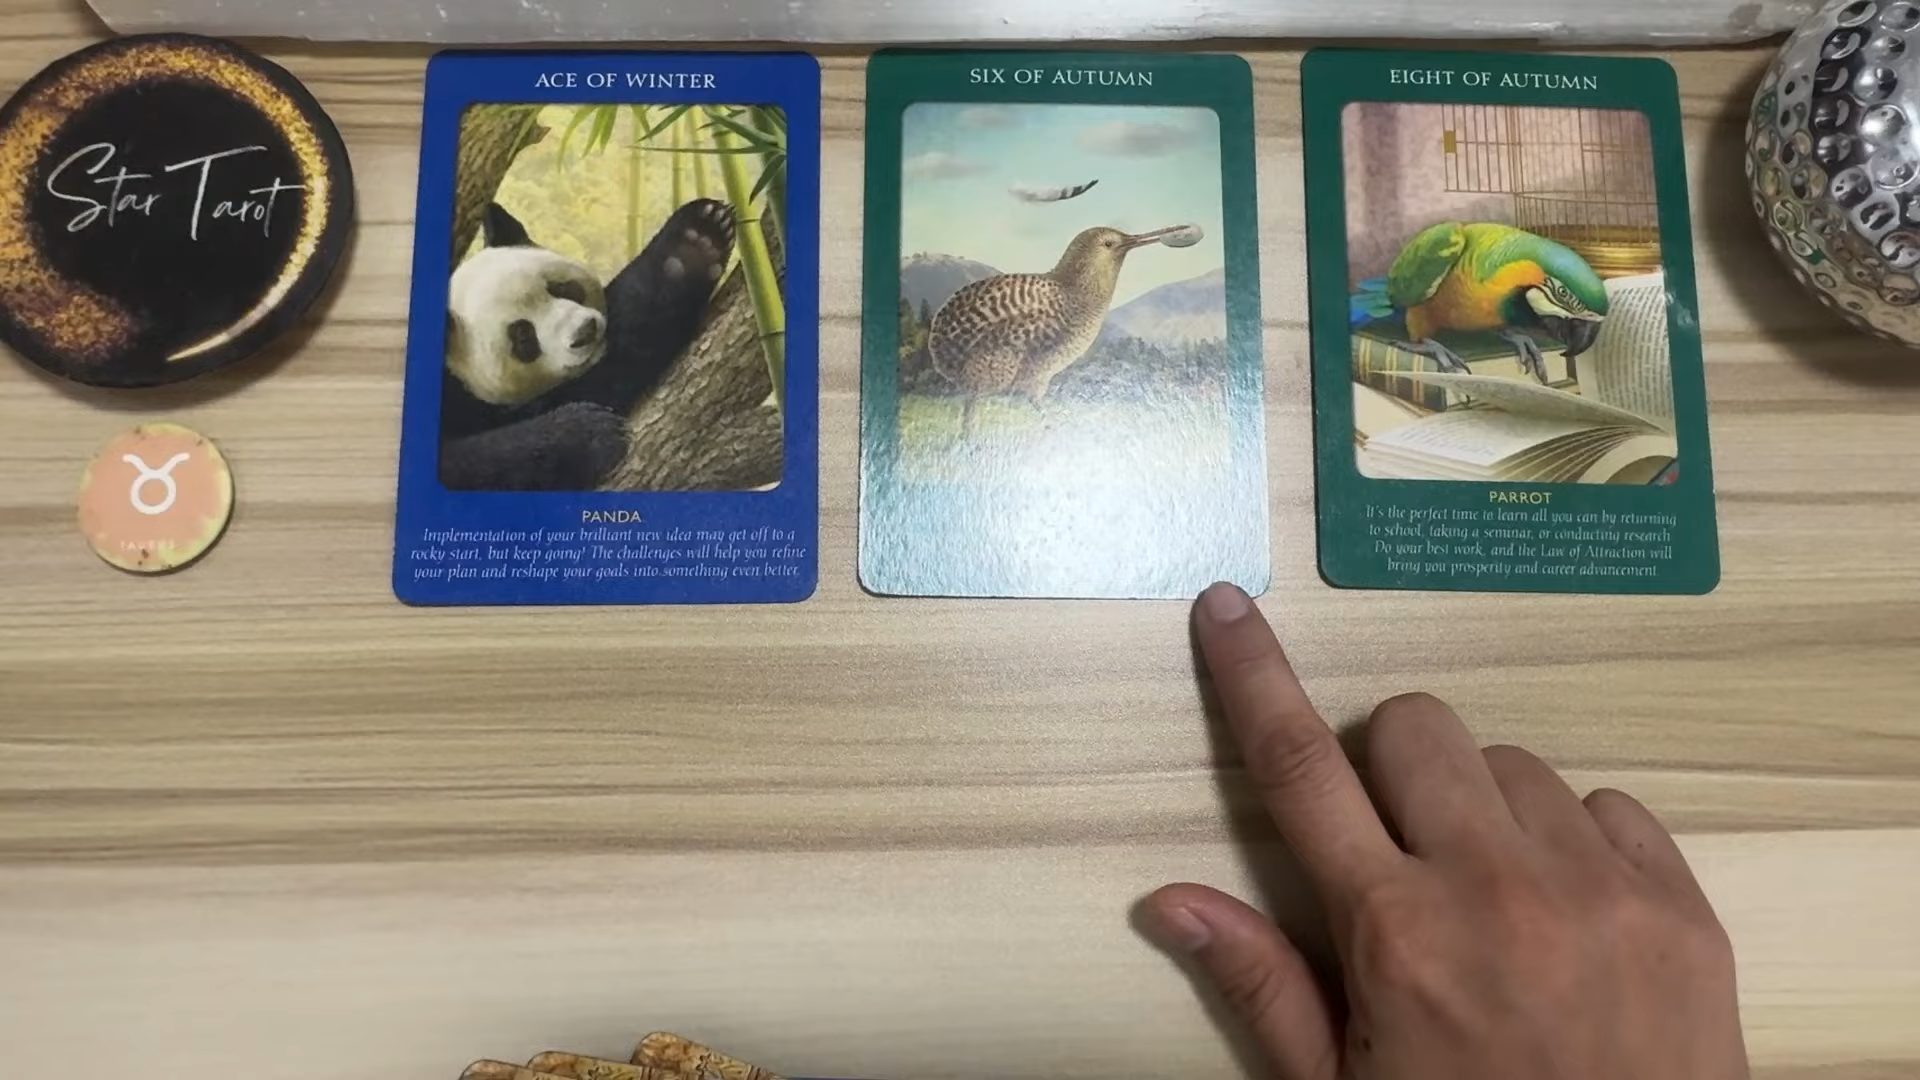 Star Tarot
TAURUS
ACE OF WINTER
PANDA
Implementation of your brilliant new idea may get off to a
rocky start, but keep going! The challenges will help you refine
your plan and reshape your goals into something even better.
SIX OF AUTUMN
EIGHT OF AUTUMN
PARROT
It's the perfect time to learn all you can by returning
to school, taking a seminar, or conducting research.
Do your best work, and the Law of Attraction will
bring you prosperity and career advancement.